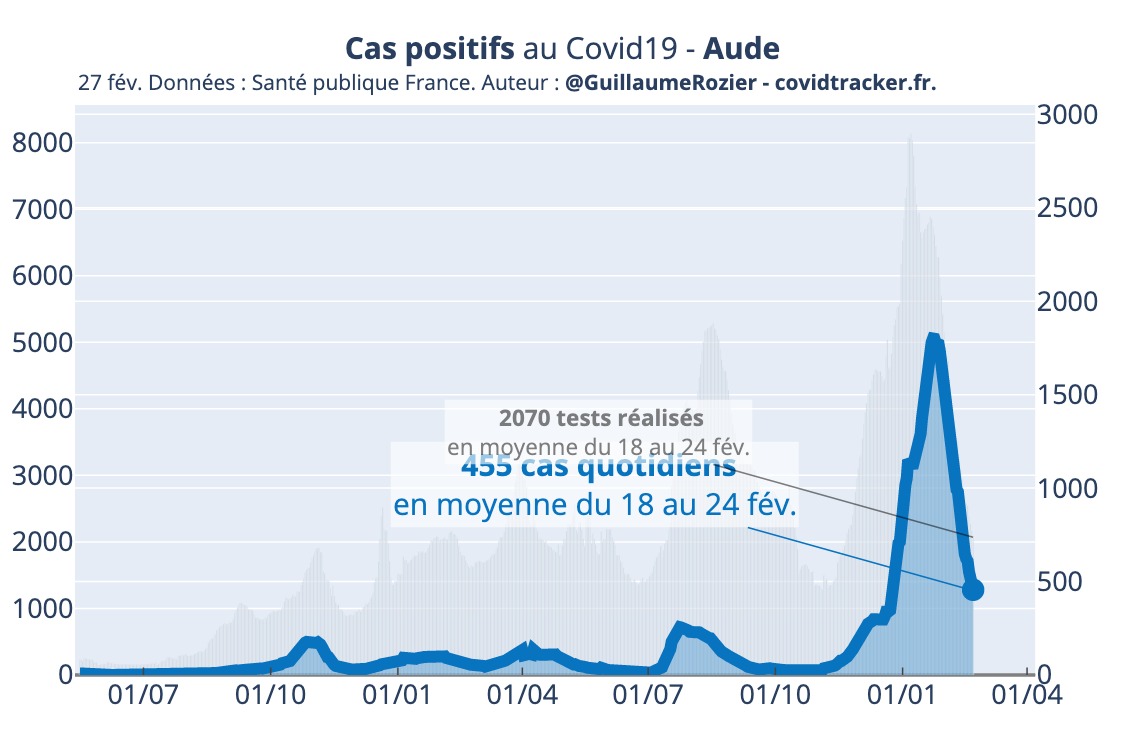 Cas positifs au Covid19 - Aude
27 fév. Données : Santé publique France. Auteur : @GuillaumeRozier - covidtracker.fr.
8000
7000
6000
5000
4000
3000
2000
1000
0
3000
2500
2000
1500
1000
500
0
2070 tests réalisés
en moyenne du 18 au 24 fév.
455 cas quotidiens
en moyenne du 18 au 24 fév.
01/07 01/10 01/01 01/04 01/07 01/10 01/01 01/04